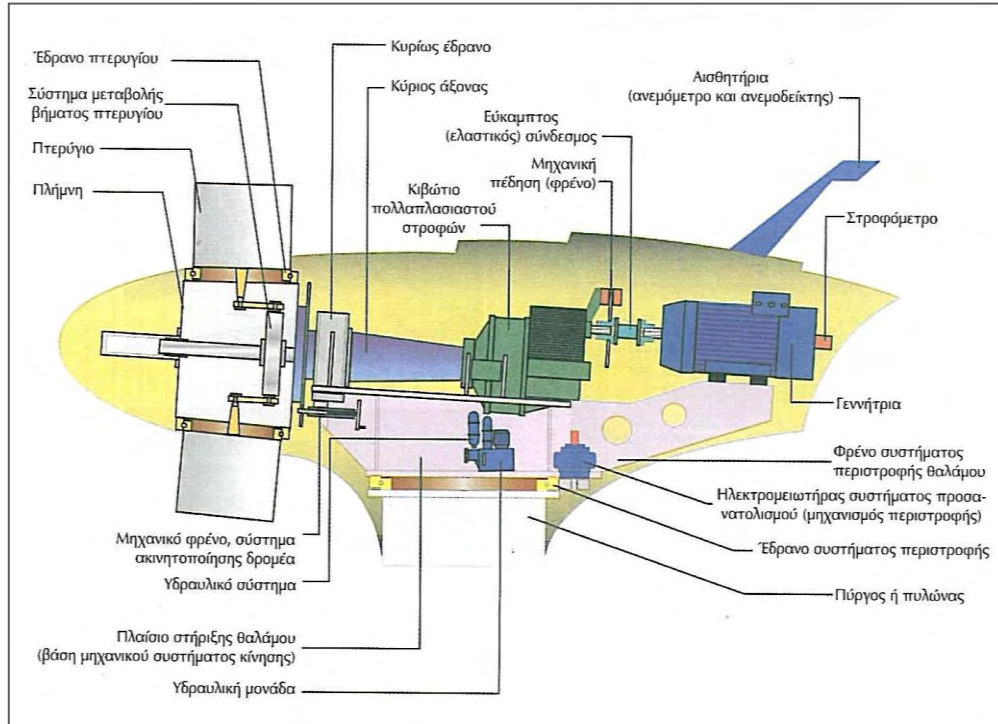 Έδρανο πτερυγίου
Σύστημα μεταβολής
βήματος πτερυγίου
Πτερύγιο
Πλήμνη
Κυρίως έδρανο
Κύριος άξονας
Εύκαμπτος
(ελαστικός) σύνδεσμος
Μηχανική
πέδηση (φρένο)
Κιβώτιο
πολλαπλασιαστού
στροφών
Αισθητήρια
(ανεμόμετρο και ανεμοδείκτης)
Στροφόμετρο
Γεννήτρια
Φρένο συστήματος
περιστροφής θαλάμου
Ηλεκτρομειωτήρας συστήματος προσα-
νατολισμού (μηχανισμός περιστροφής)
Έδρανο συστήματος περιστροφής
Πύργος ή πυλώνας
Μηχανικό φρένο, σύστημα
ακινητοποίησης δρομέα
Υδραυλικό σύστημα
Πλαίσιο στήριξης θαλάμου
(βάση μηχανικού συστήματος κίνησης)
Υδραυλική μονάδα